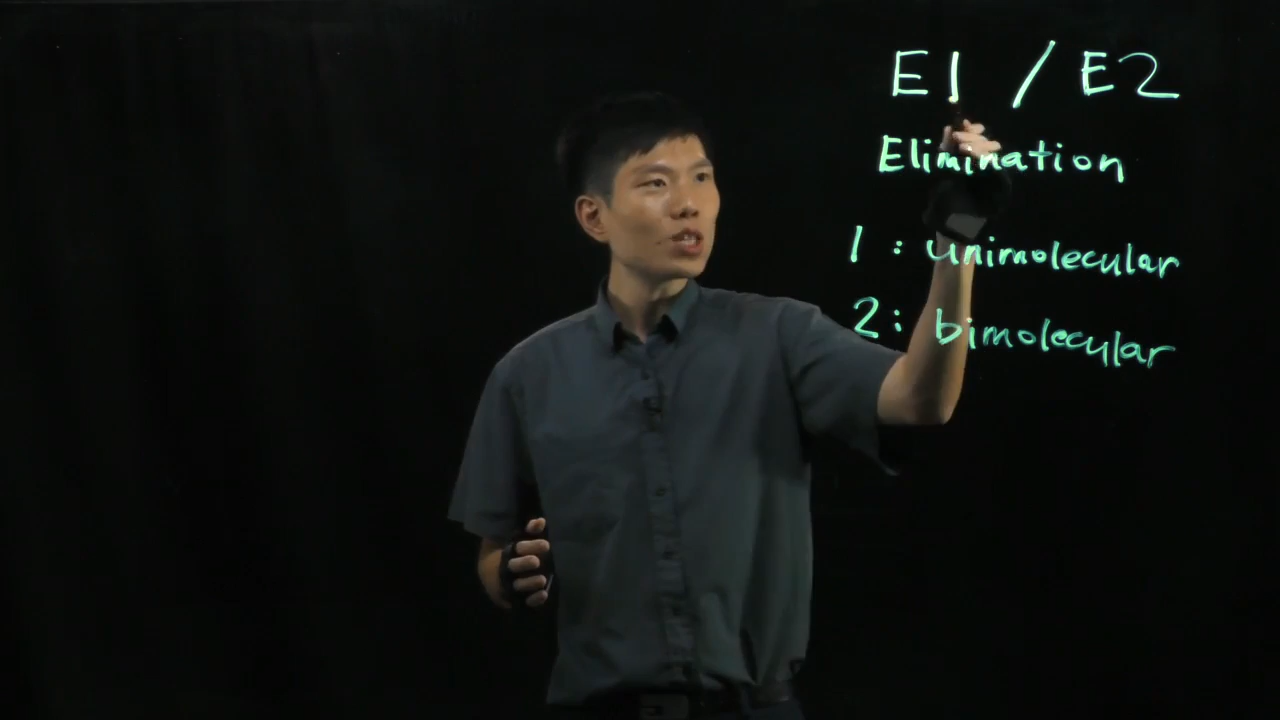 E1 / E2
Elimination
1 : unimolecular
2 : bimolecular